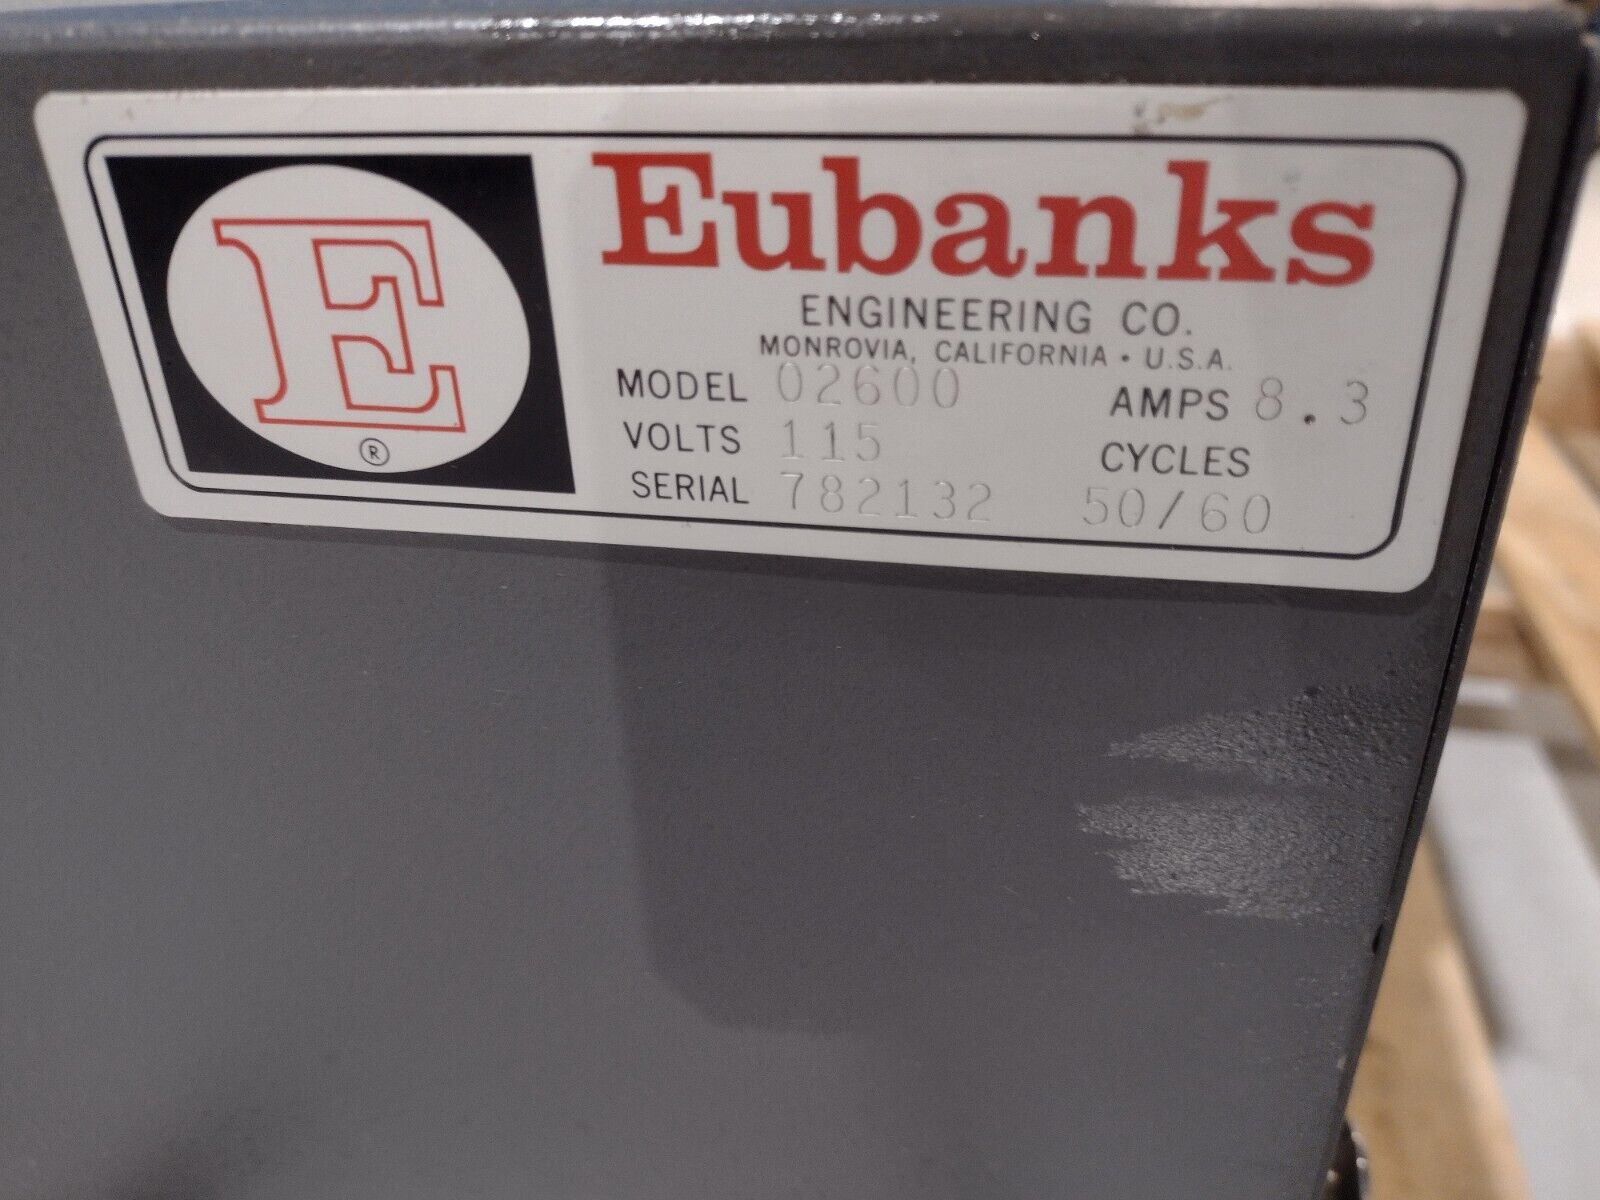 E
®
Eubanks
ENGINEERING CO.
MONROVIA, CALIFORNIA • U.S.A.
MODEL 02600 AMPS 8.3
VOLTS 115 CYCLES
SERIAL 782132 50/60